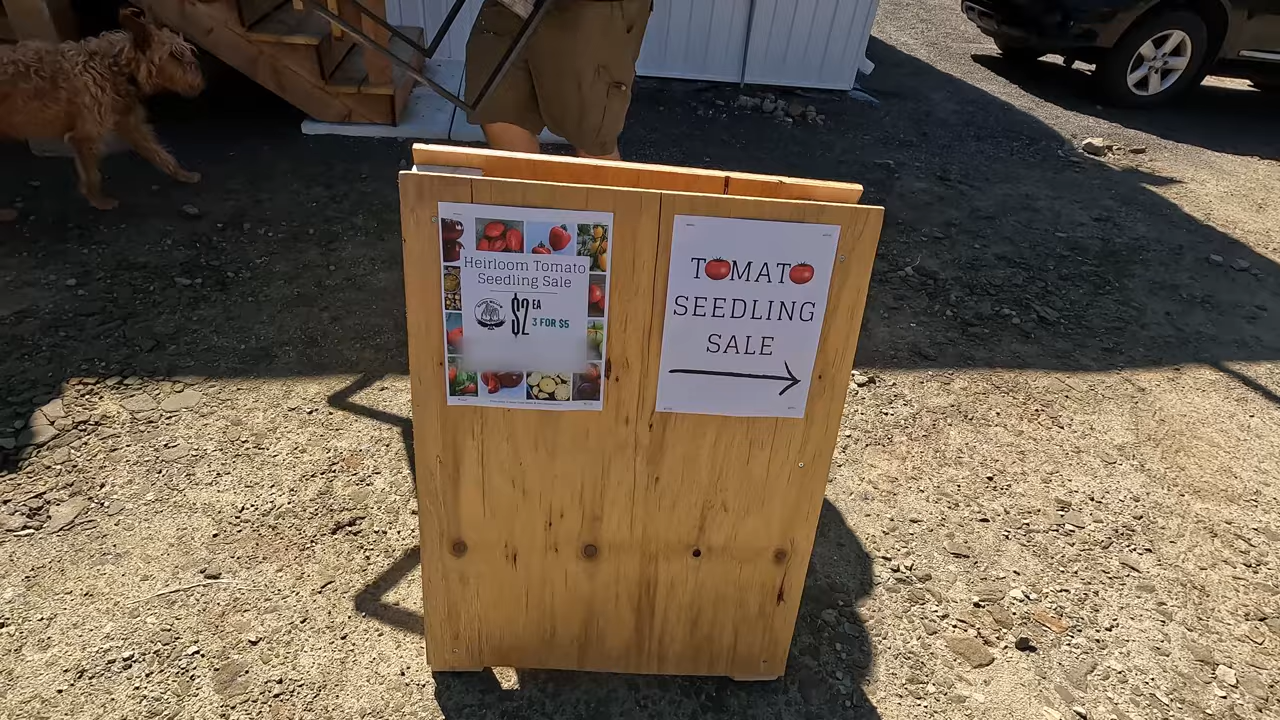 Heirloom Tomato
Seedling Sale
$2 EA
3 FOR $5
TOMATO
SEEDLING
SALE